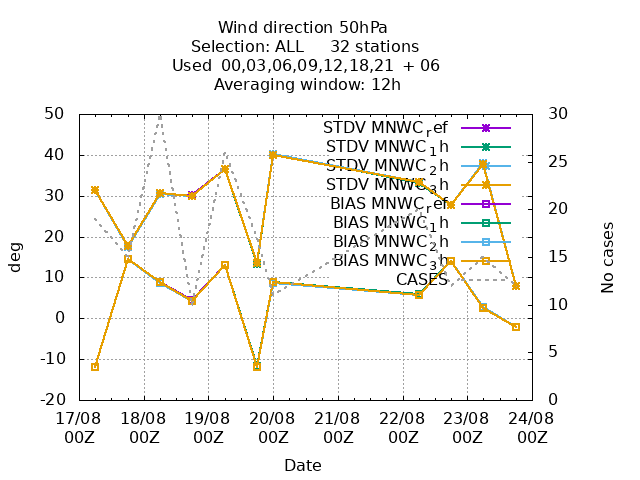 Wind direction 50hPa
Selection: ALL 32 stations
Used 00,03,06,09,12,18,21 + 06
Averaging window: 12h
50
40
30
20
10
0
-10
-20
30
25
20
15
10
5
0
deg
No cases
STDV MNWC_ref
STDV MNWC_1h
STDV MNWC_2h
STDV MNWC_3h
BIAS MNWC_ref
BIAS MNWC_1h
BIAS MNWC_2h
BIAS MNWC_3h
CASES
17/08 18/08 19/08 20/08 21/08 22/08 23/08 24/08
00Z 00Z 00Z 00Z 00Z 00Z 00Z 00Z
Date